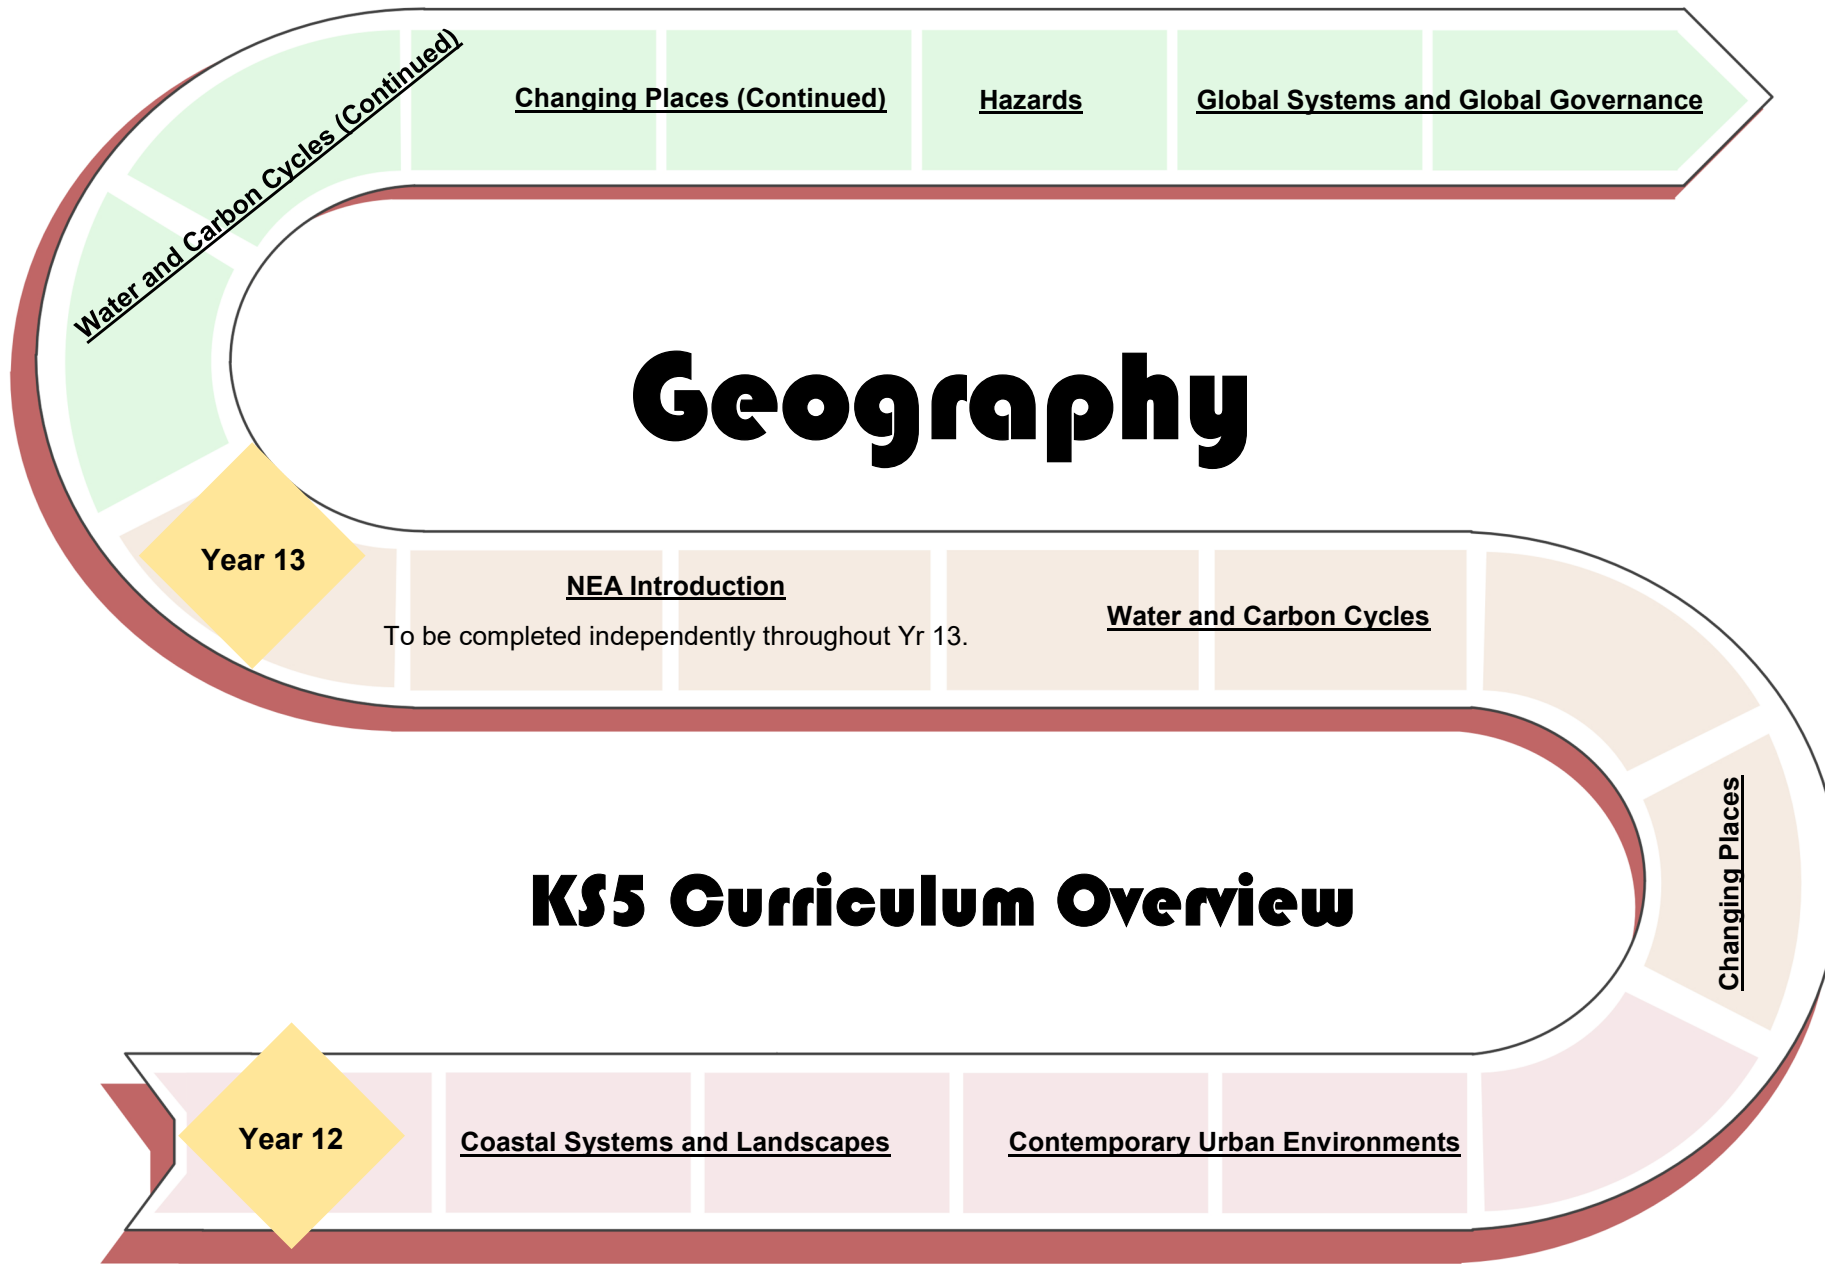 Water and Carbon Cycles (Continued)
Changing Places (Continued)
Hazards
Global Systems and Global Governance
Geography
Year 13
NEA Introduction
To be completed independently throughout Yr 13.
Water and Carbon Cycles
Changing Places
KS5 Curriculum Overview
Year 12
Coastal Systems and Landscapes
Contemporary Urban Environments